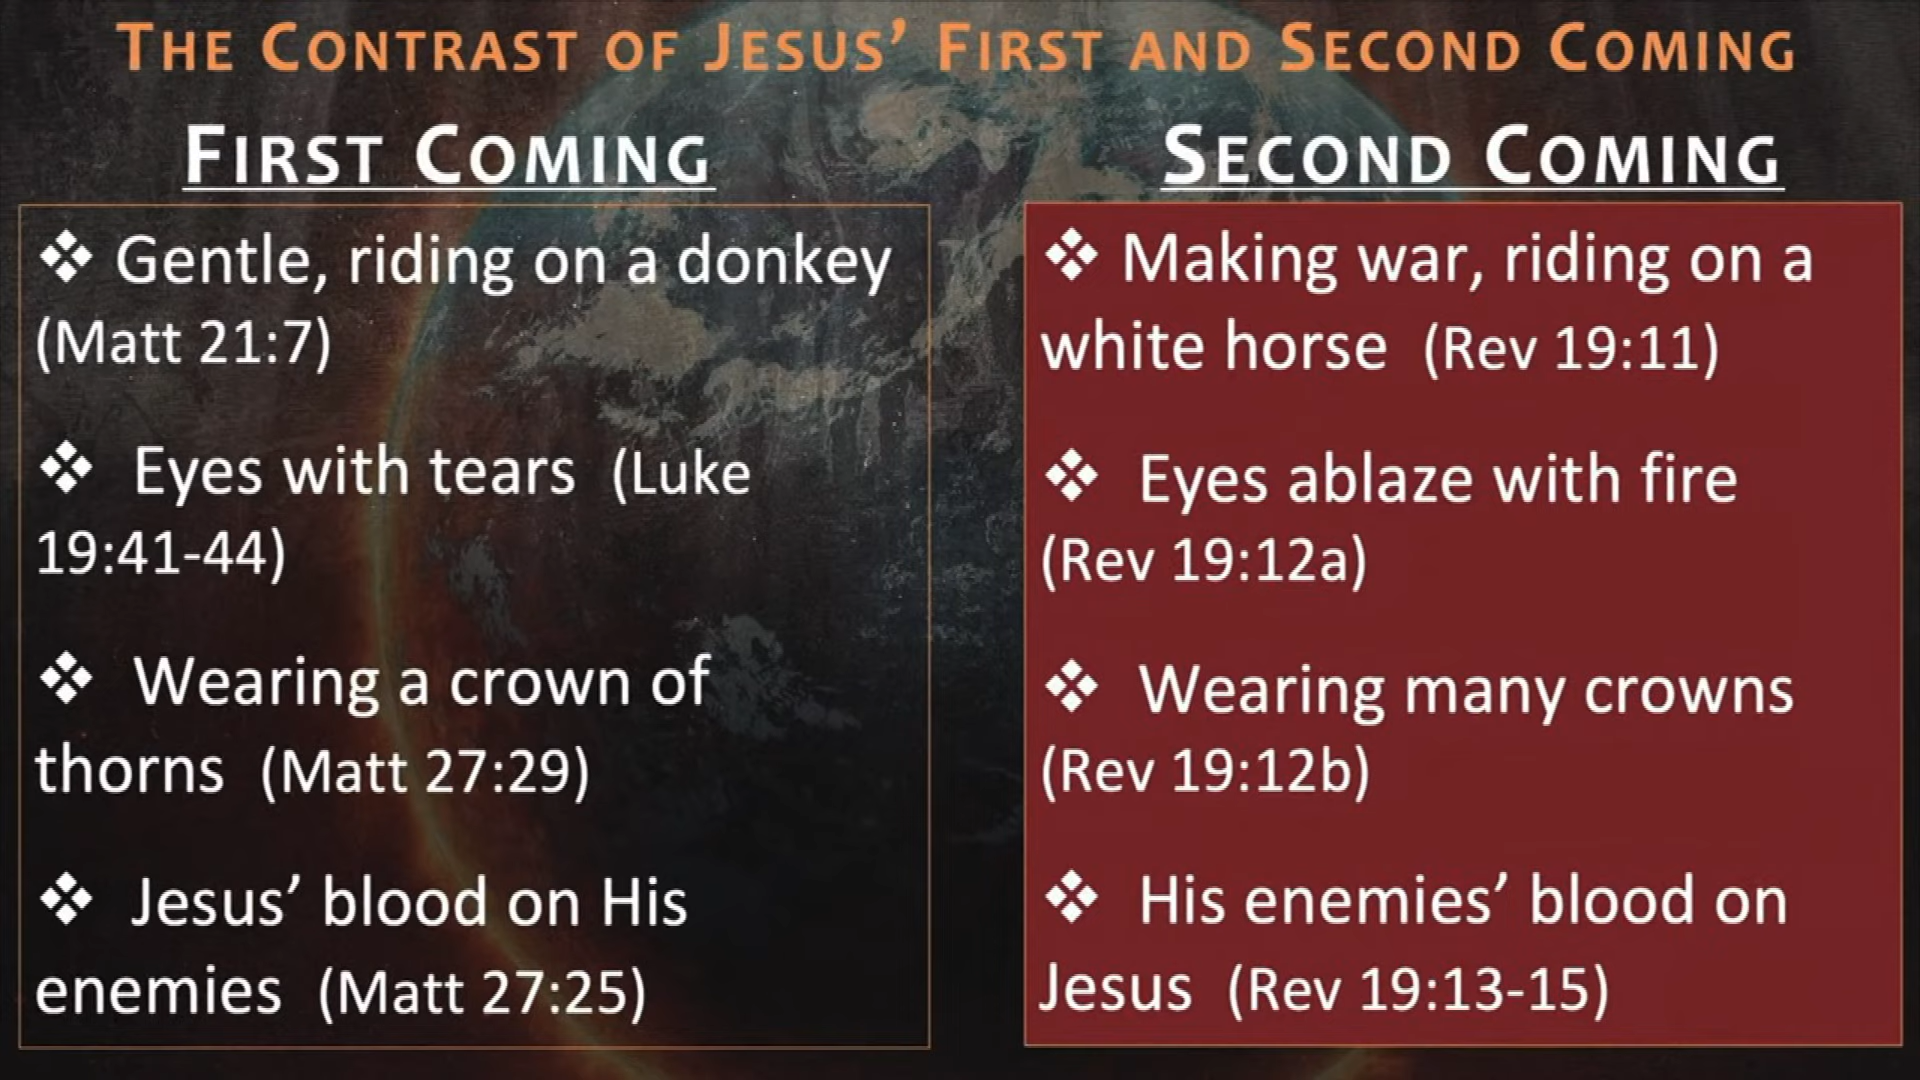 THE CONTRAST OF JESUS’ FIRST AND SECOND COMING
FIRST COMING
❖ Gentle, riding on a donkey
(Matt 21:7)
❖ Eyes with tears (Luke
19:41-44)
❖ Wearing a crown of
thorns (Matt 27:29)
❖ Jesus’ blood on His
enemies (Matt 27:25)
SECOND COMING
❖ Making war, riding on a
white horse (Rev 19:11)
❖ Eyes ablaze with fire
(Rev 19:12a)
❖ Wearing many crowns
(Rev 19:12b)
❖ His enemies’ blood on
Jesus (Rev 19:13-15)